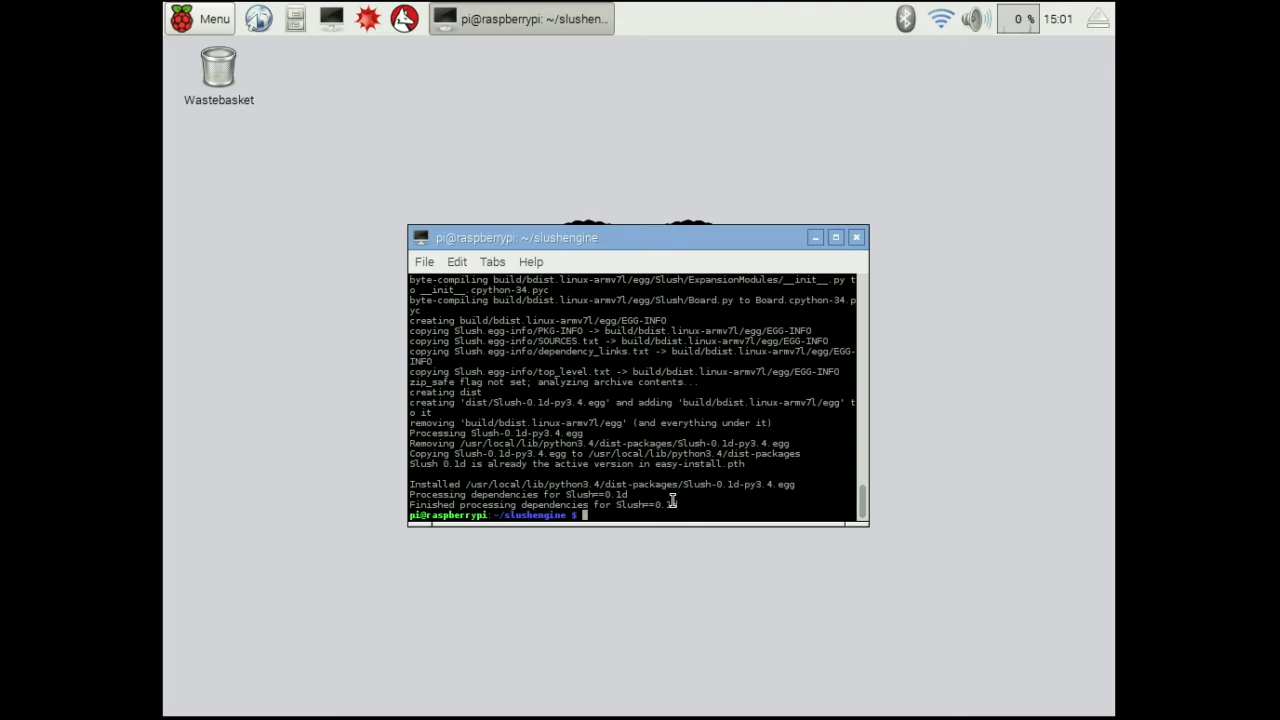 Menu
pi@raspberrypi: ~/slushen...
0 %
15:01
Wastebasket
pi@raspberrypi: ~/slushengine
File Edit Tabs Help
byte-compiling build/bdist.linux-armv7l/egg/Slush/ExpansionModules/__init__.py t
o __init__.cpython-34.pyc
byte-compiling build/bdist.linux-armv7l/egg/Slush/Board.py to Board.cpython-34.p
yc
creating build/bdist.linux-armv7l/egg/EGG-INFO
copying Slush.egg-info/PKG-INFO -> build/bdist.linux-armv7l/egg/EGG-INFO
copying Slush.egg-info/SOURCES.txt -> build/bdist.linux-armv7l/egg/EGG-INFO
copying Slush.egg-info/dependency_links.txt -> build/bdist.linux-armv7l/egg/EGG-
INFO
copying Slush.egg-info/top_level.txt -> build/bdist.linux-armv7l/egg/EGG-INFO
zip_safe flag not set; analyzing archive contents...
creating dist
creating 'dist/Slush-0.1d-py3.4.egg' and adding 'build/bdist.linux-armv7l/egg' t
o it
removing 'build/bdist.linux-armv7l/egg' (and everything under it)
Processing Slush-0.1d-py3.4.egg
Removing /usr/local/lib/python3.4/dist-packages/Slush-0.1d-py3.4.egg
Copying Slush-0.1d-py3.4.egg to /usr/local/lib/python3.4/dist-packages
Slush 0.1d is already the active version in easy-install.pth
Installed /usr/local/lib/python3.4/dist-packages/Slush-0.1d-py3.4.egg
Processing dependencies for Slush==0.1d
Finished processing dependencies for Slush==0.1d
pi@raspberrypi:~/slushengine $